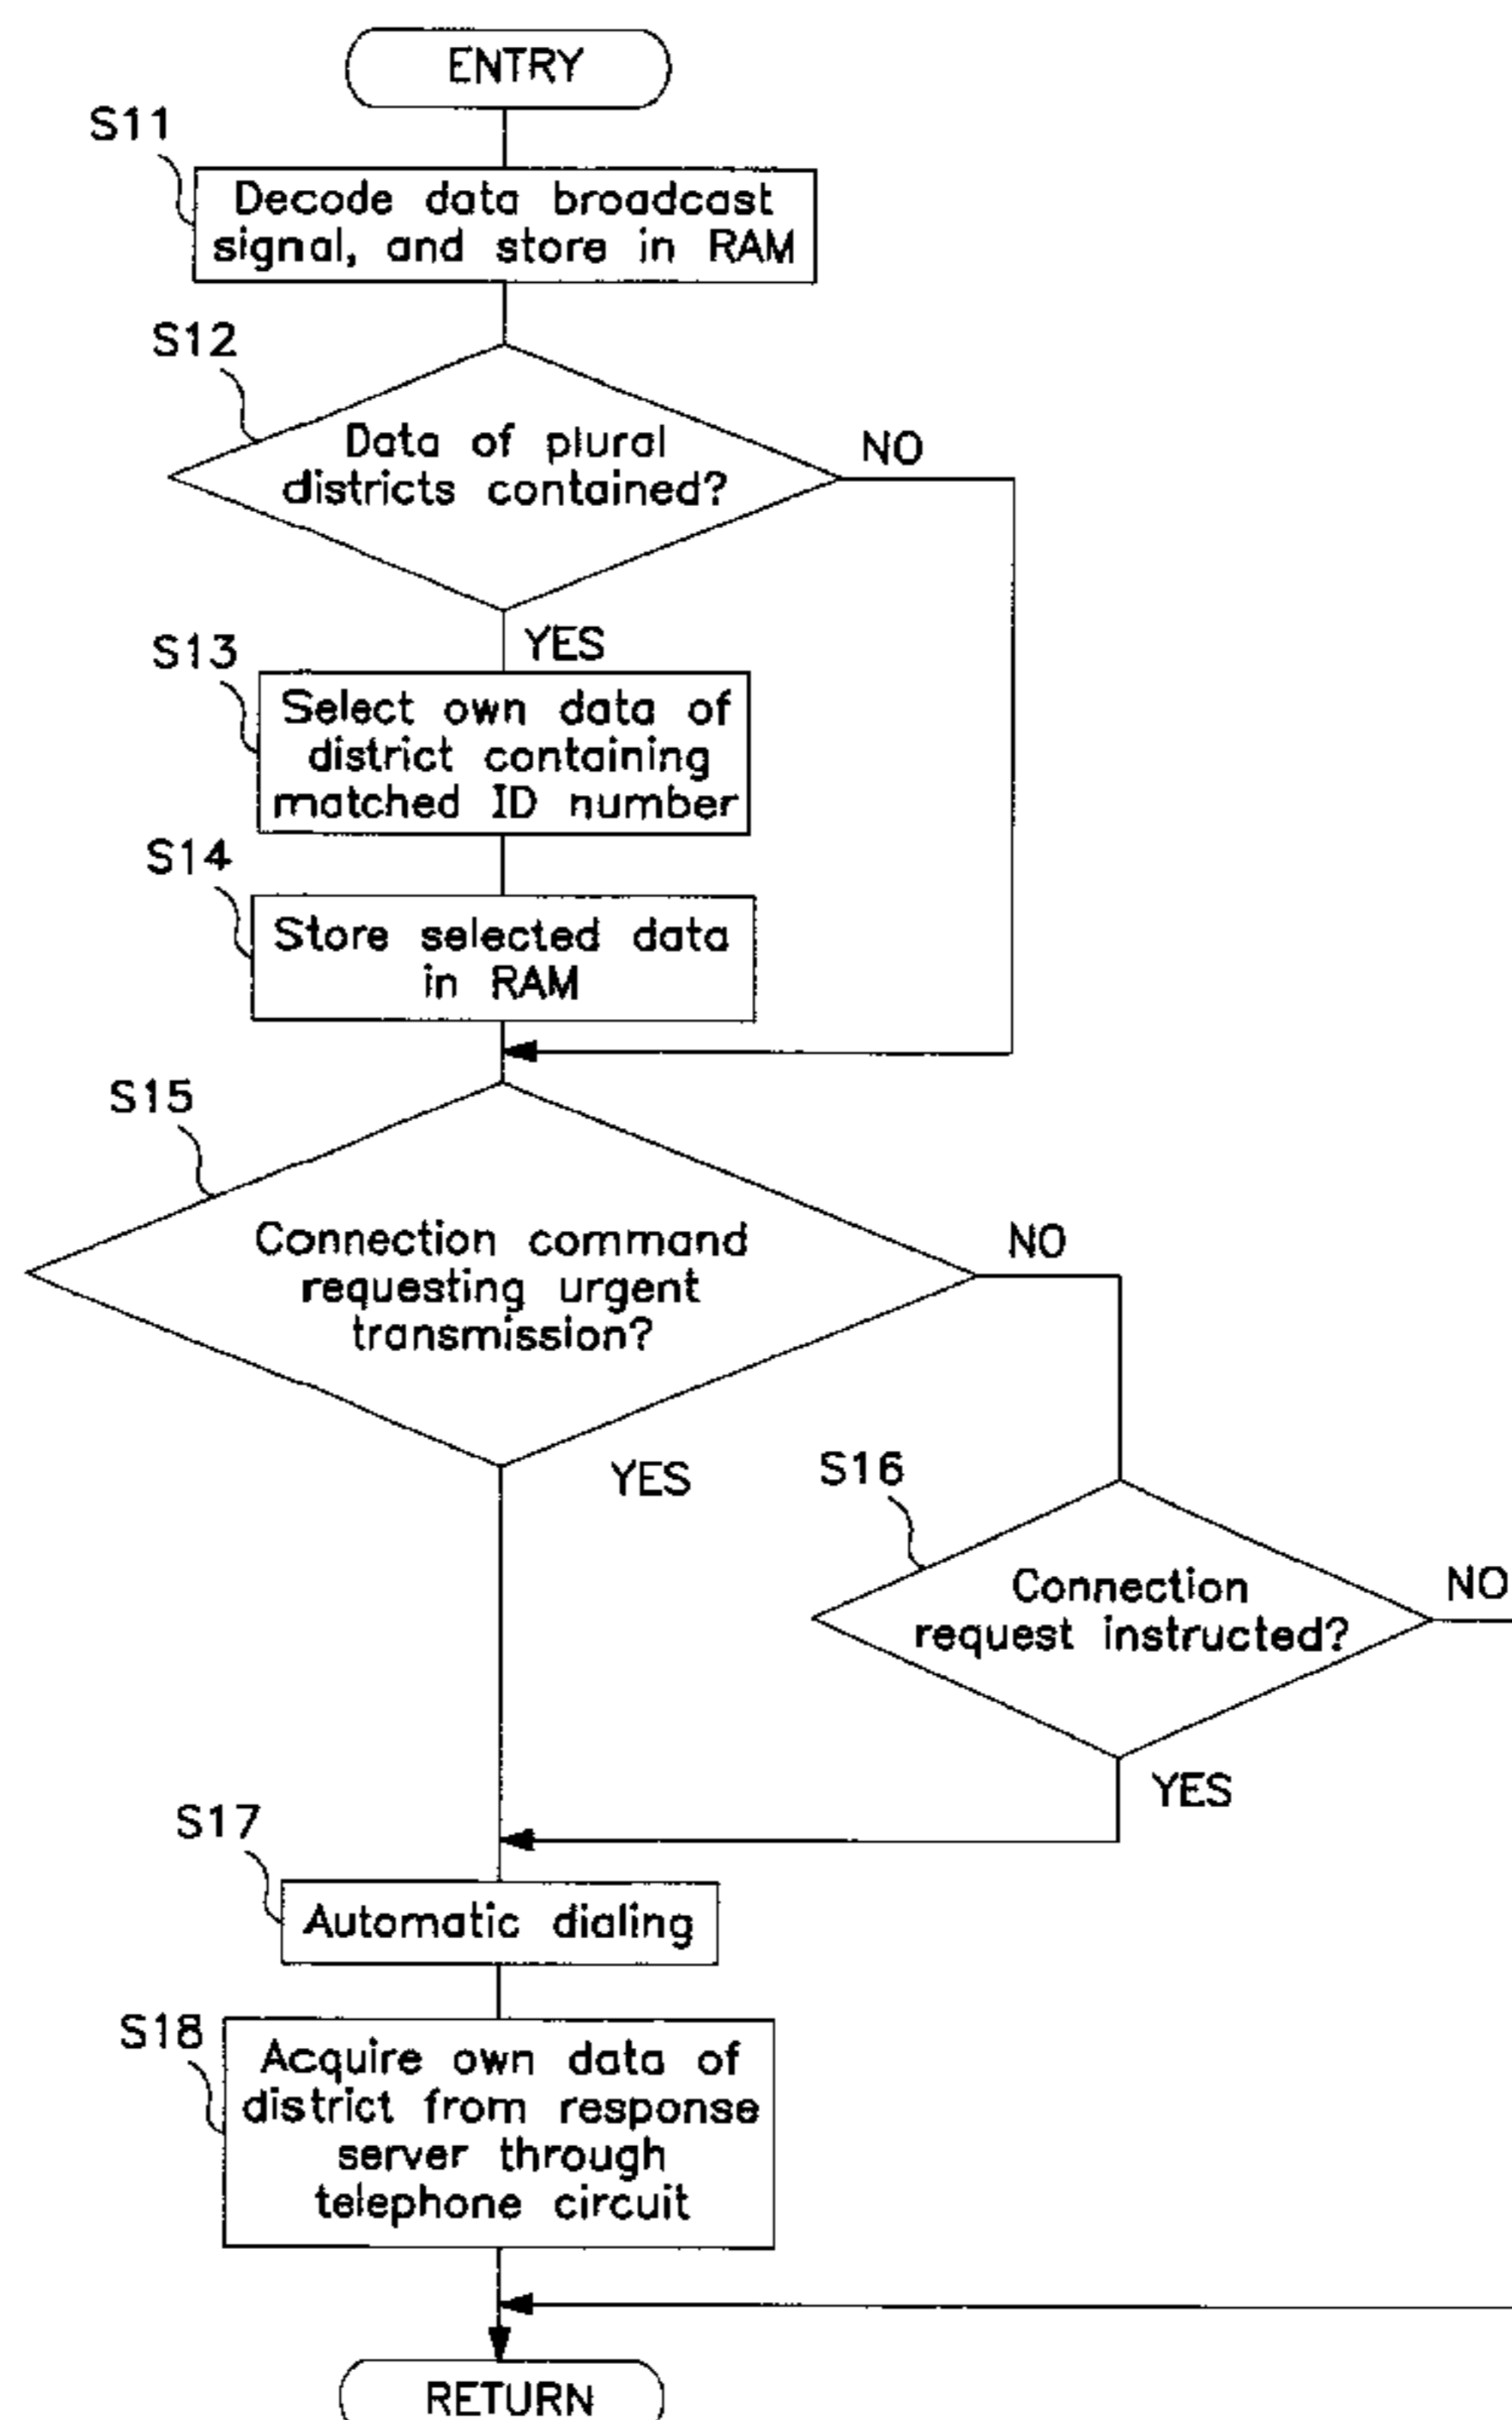 ENTRY
S11
Decode data broadcast
signal, and store in RAM
S12
Data of plural
districts contained?
NO
YES
S13
Select own data of
district containing
matched ID number
S14
Store selected data
in RAM
S15
Connection command
requesting urgent
transmission?
NO
YES
S16
Connection
request instructed?
NO
YES
S17
Automatic dialing
S18
Acquire own data of
district from response
server through
telephone circuit
RETURN